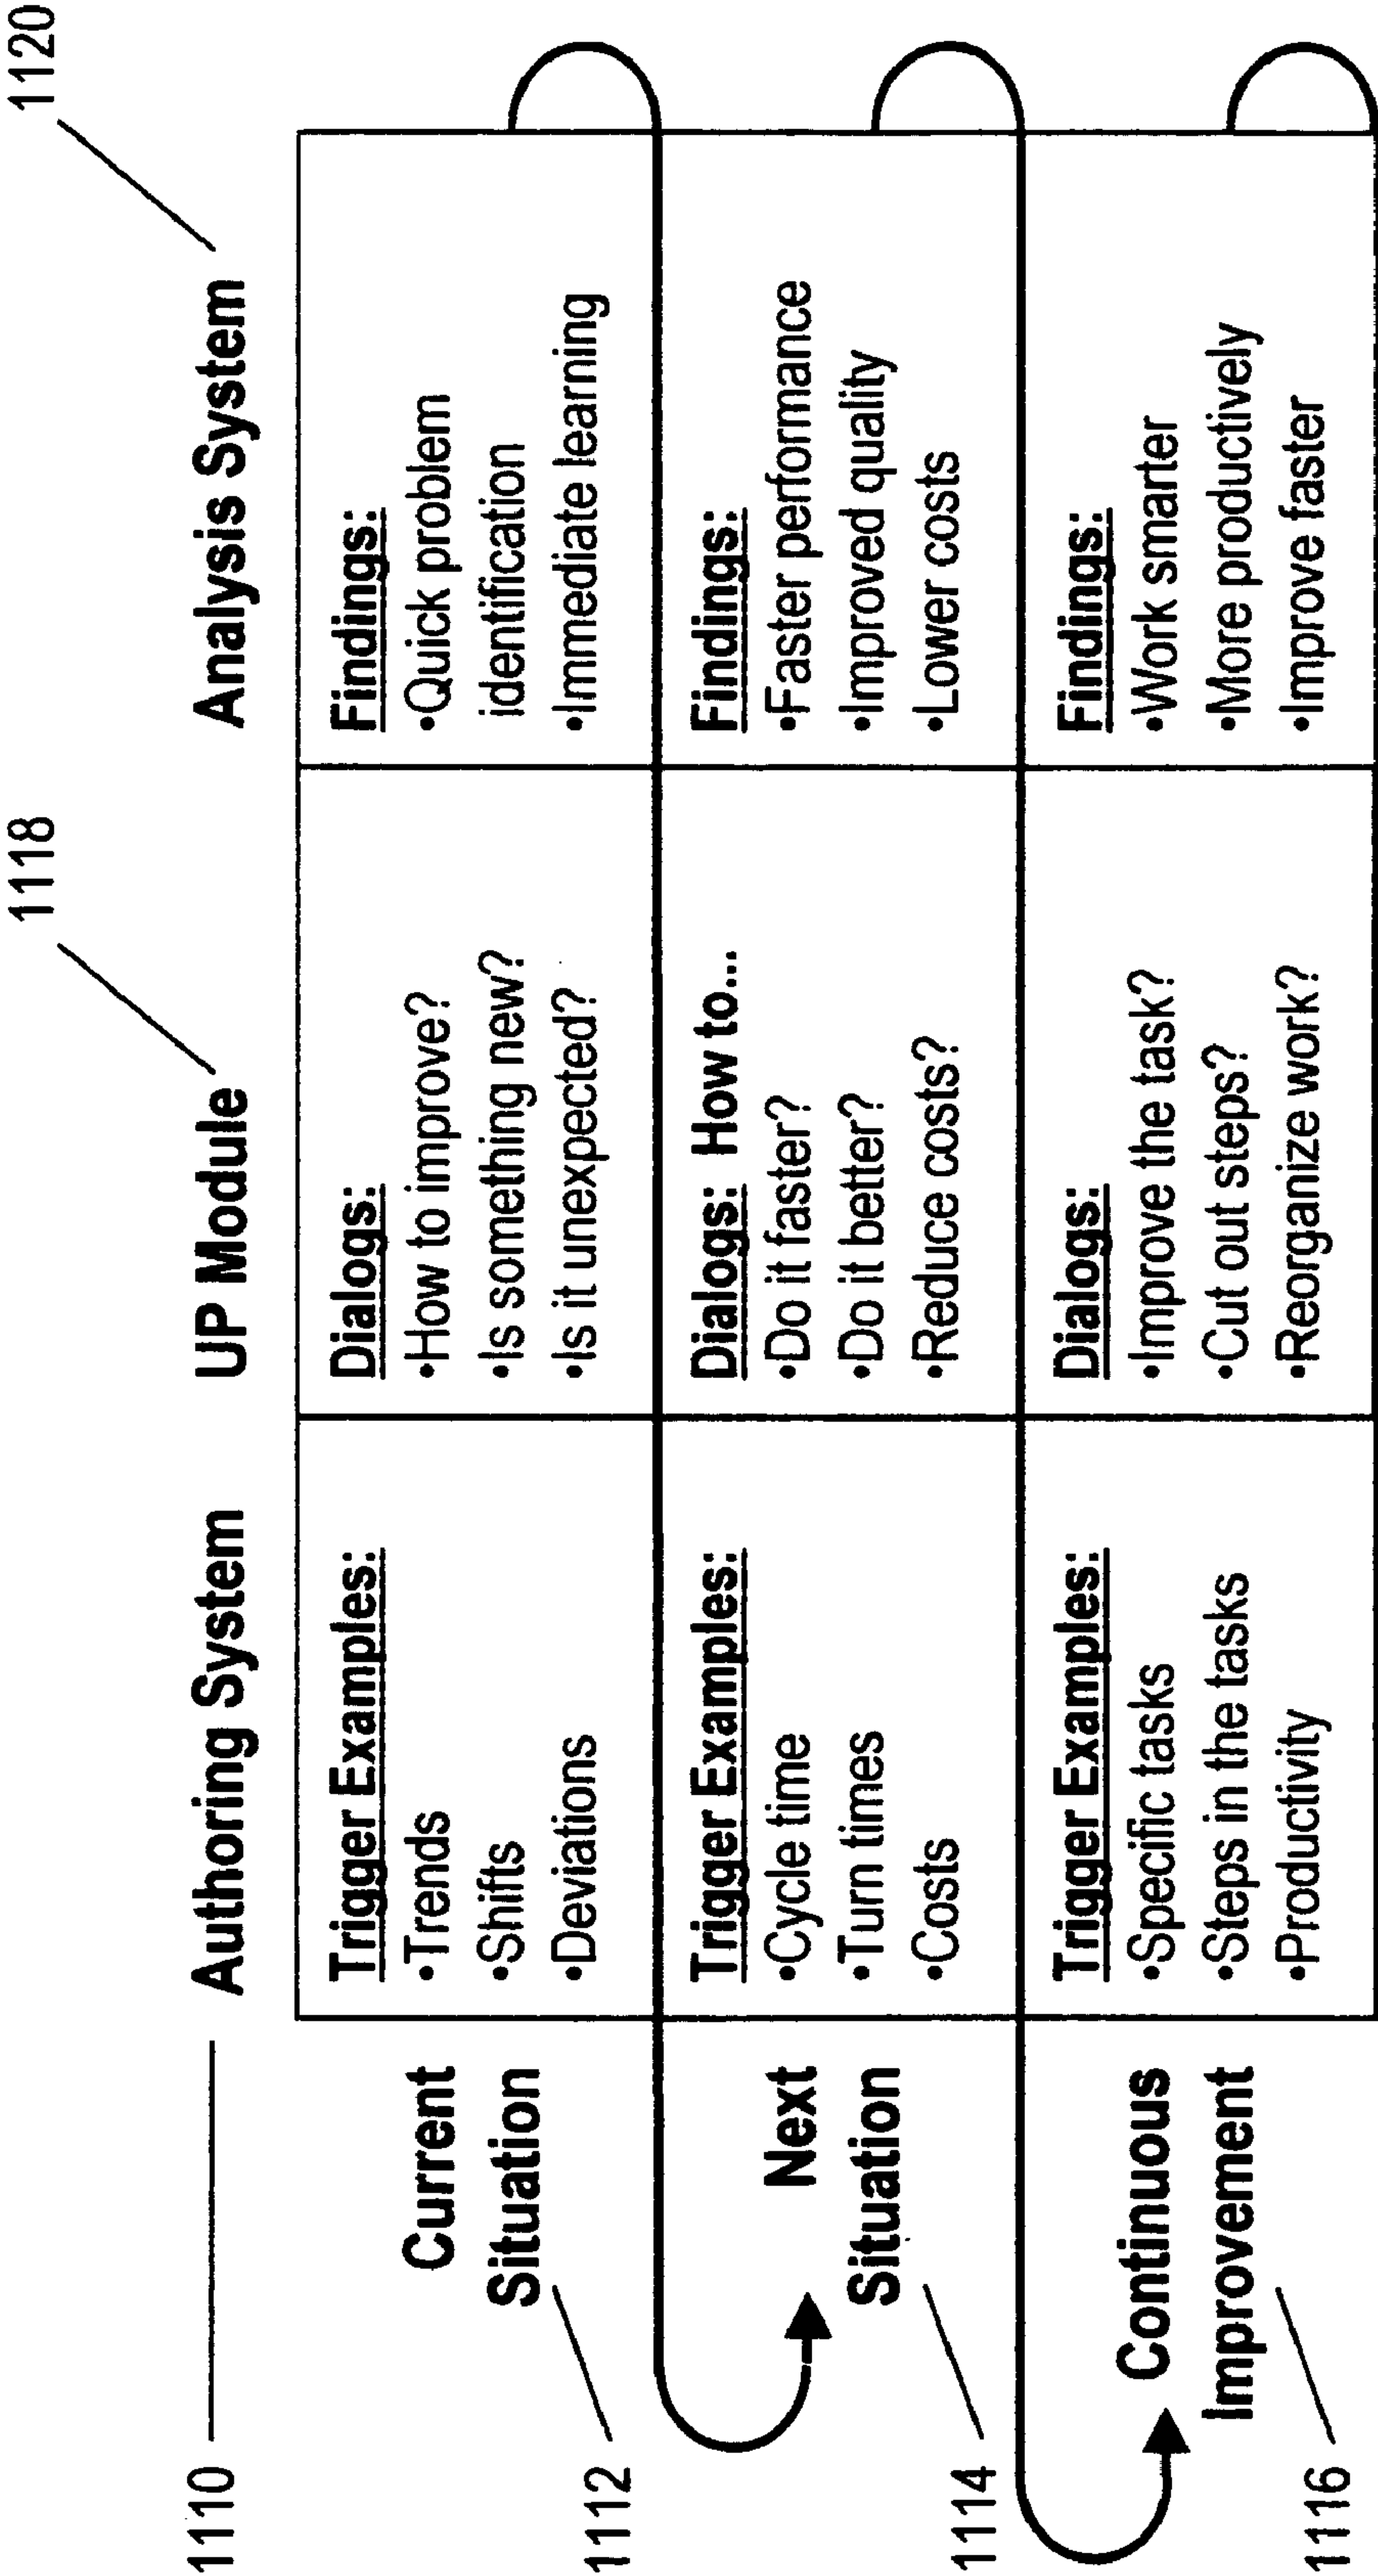 1110
1118
1120
Authoring System
UP Module
Analysis System
Current
Situation
1112
Trigger Examples:
•Trends
•Shifts
•Deviations
Dialogs:
•How to improve?
•Is something new?
•Is it unexpected?
Findings:
•Quick problem
identification
•Immediate learning
Next
Situation
1114
Trigger Examples:
•Cycle time
•Turn times
•Costs
Dialogs: How to...
•Do it faster?
•Do it better?
•Reduce costs?
Findings:
•Faster performance
•Improved quality
•Lower costs
Continuous
Improvement
1116
Trigger Examples:
•Specific tasks
•Steps in the tasks
•Productivity
Dialogs:
•Improve the task?
•Cut out steps?
•Reorganize work?
Findings:
•Work smarter
•More productively
•Improve faster